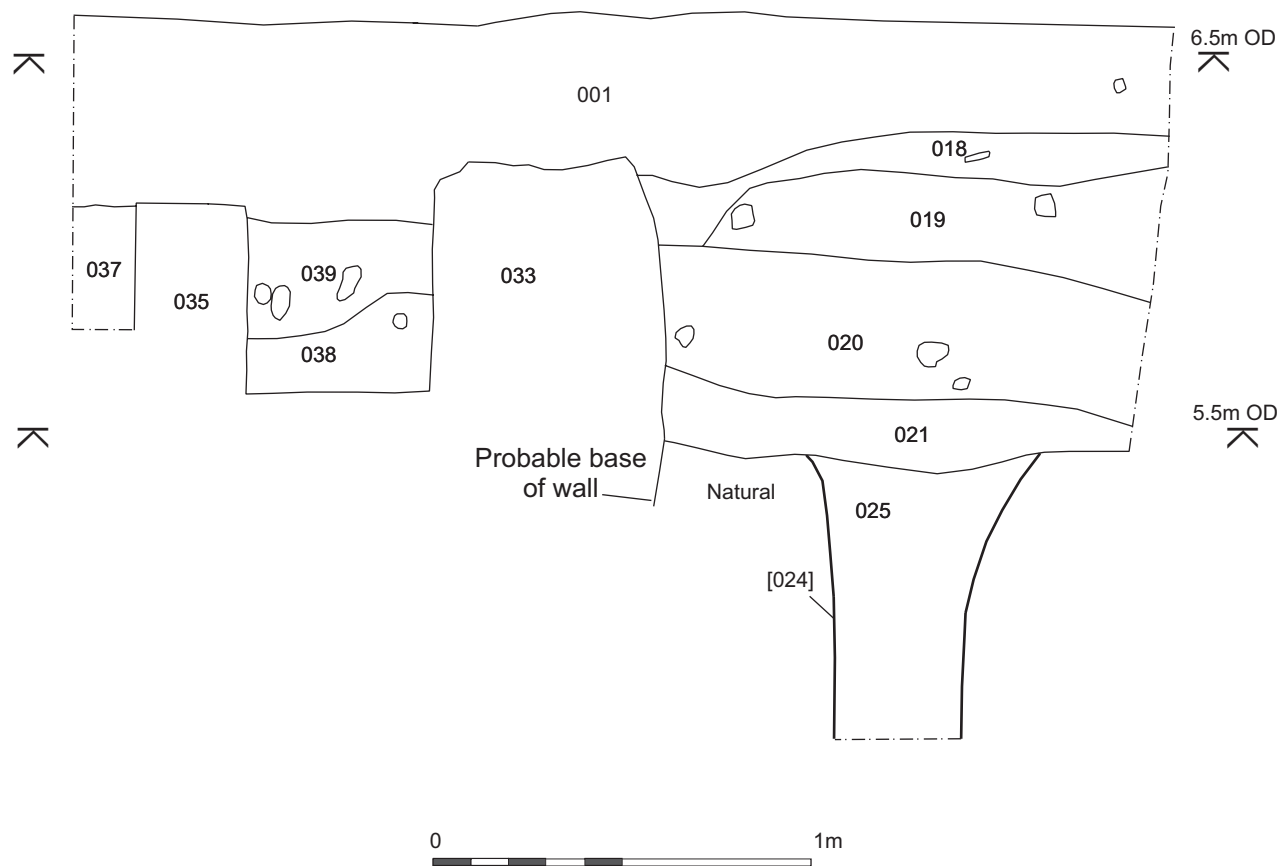 6.5m OD
K K
001
018
019
037
039
033
035
020
038
5.5m OD
K K
021
Probable base
of wall
Natural
025
[024]
0 1m